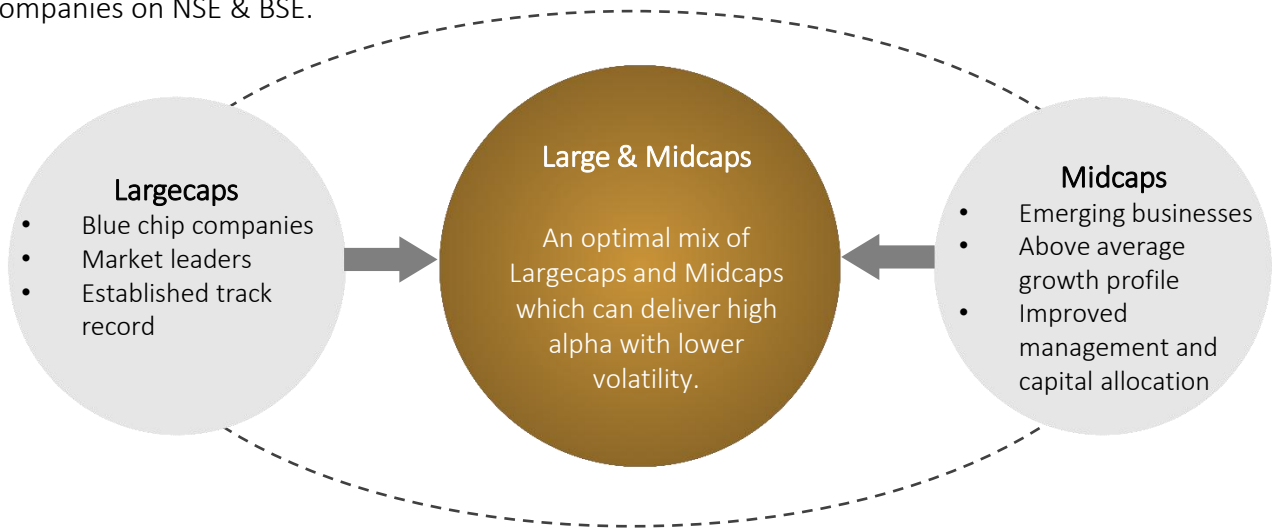 ompanies on NSE & BSE.
Largecaps
• Blue chip companies
• Market leaders
• Established track
record
Large & Midcaps
An optimal mix of
Largecaps and Midcaps
which can deliver high
alpha with lower
volatility.
Midcaps
• Emerging businesses
• Above average
growth profile
• Improved
management and
capital allocation